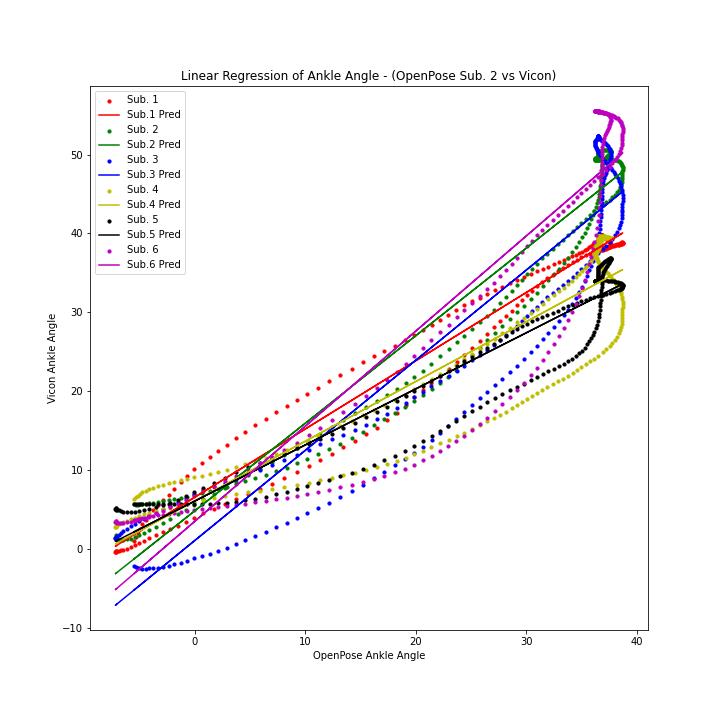 Linear Regression of Ankle Angle - (OpenPose Sub. 2 vs Vicon)
Sub. 1
Sub.1 Pred
Sub. 2
Sub.2 Pred
Sub. 3
Sub.3 Pred
Sub. 4
Sub.4 Pred
Sub. 5
Sub.5 Pred
Sub. 6
Sub.6 Pred
50
40
30
20
10
0
−10
Vicon Ankle Angle
0 10 20 30 40
OpenPose Ankle Angle